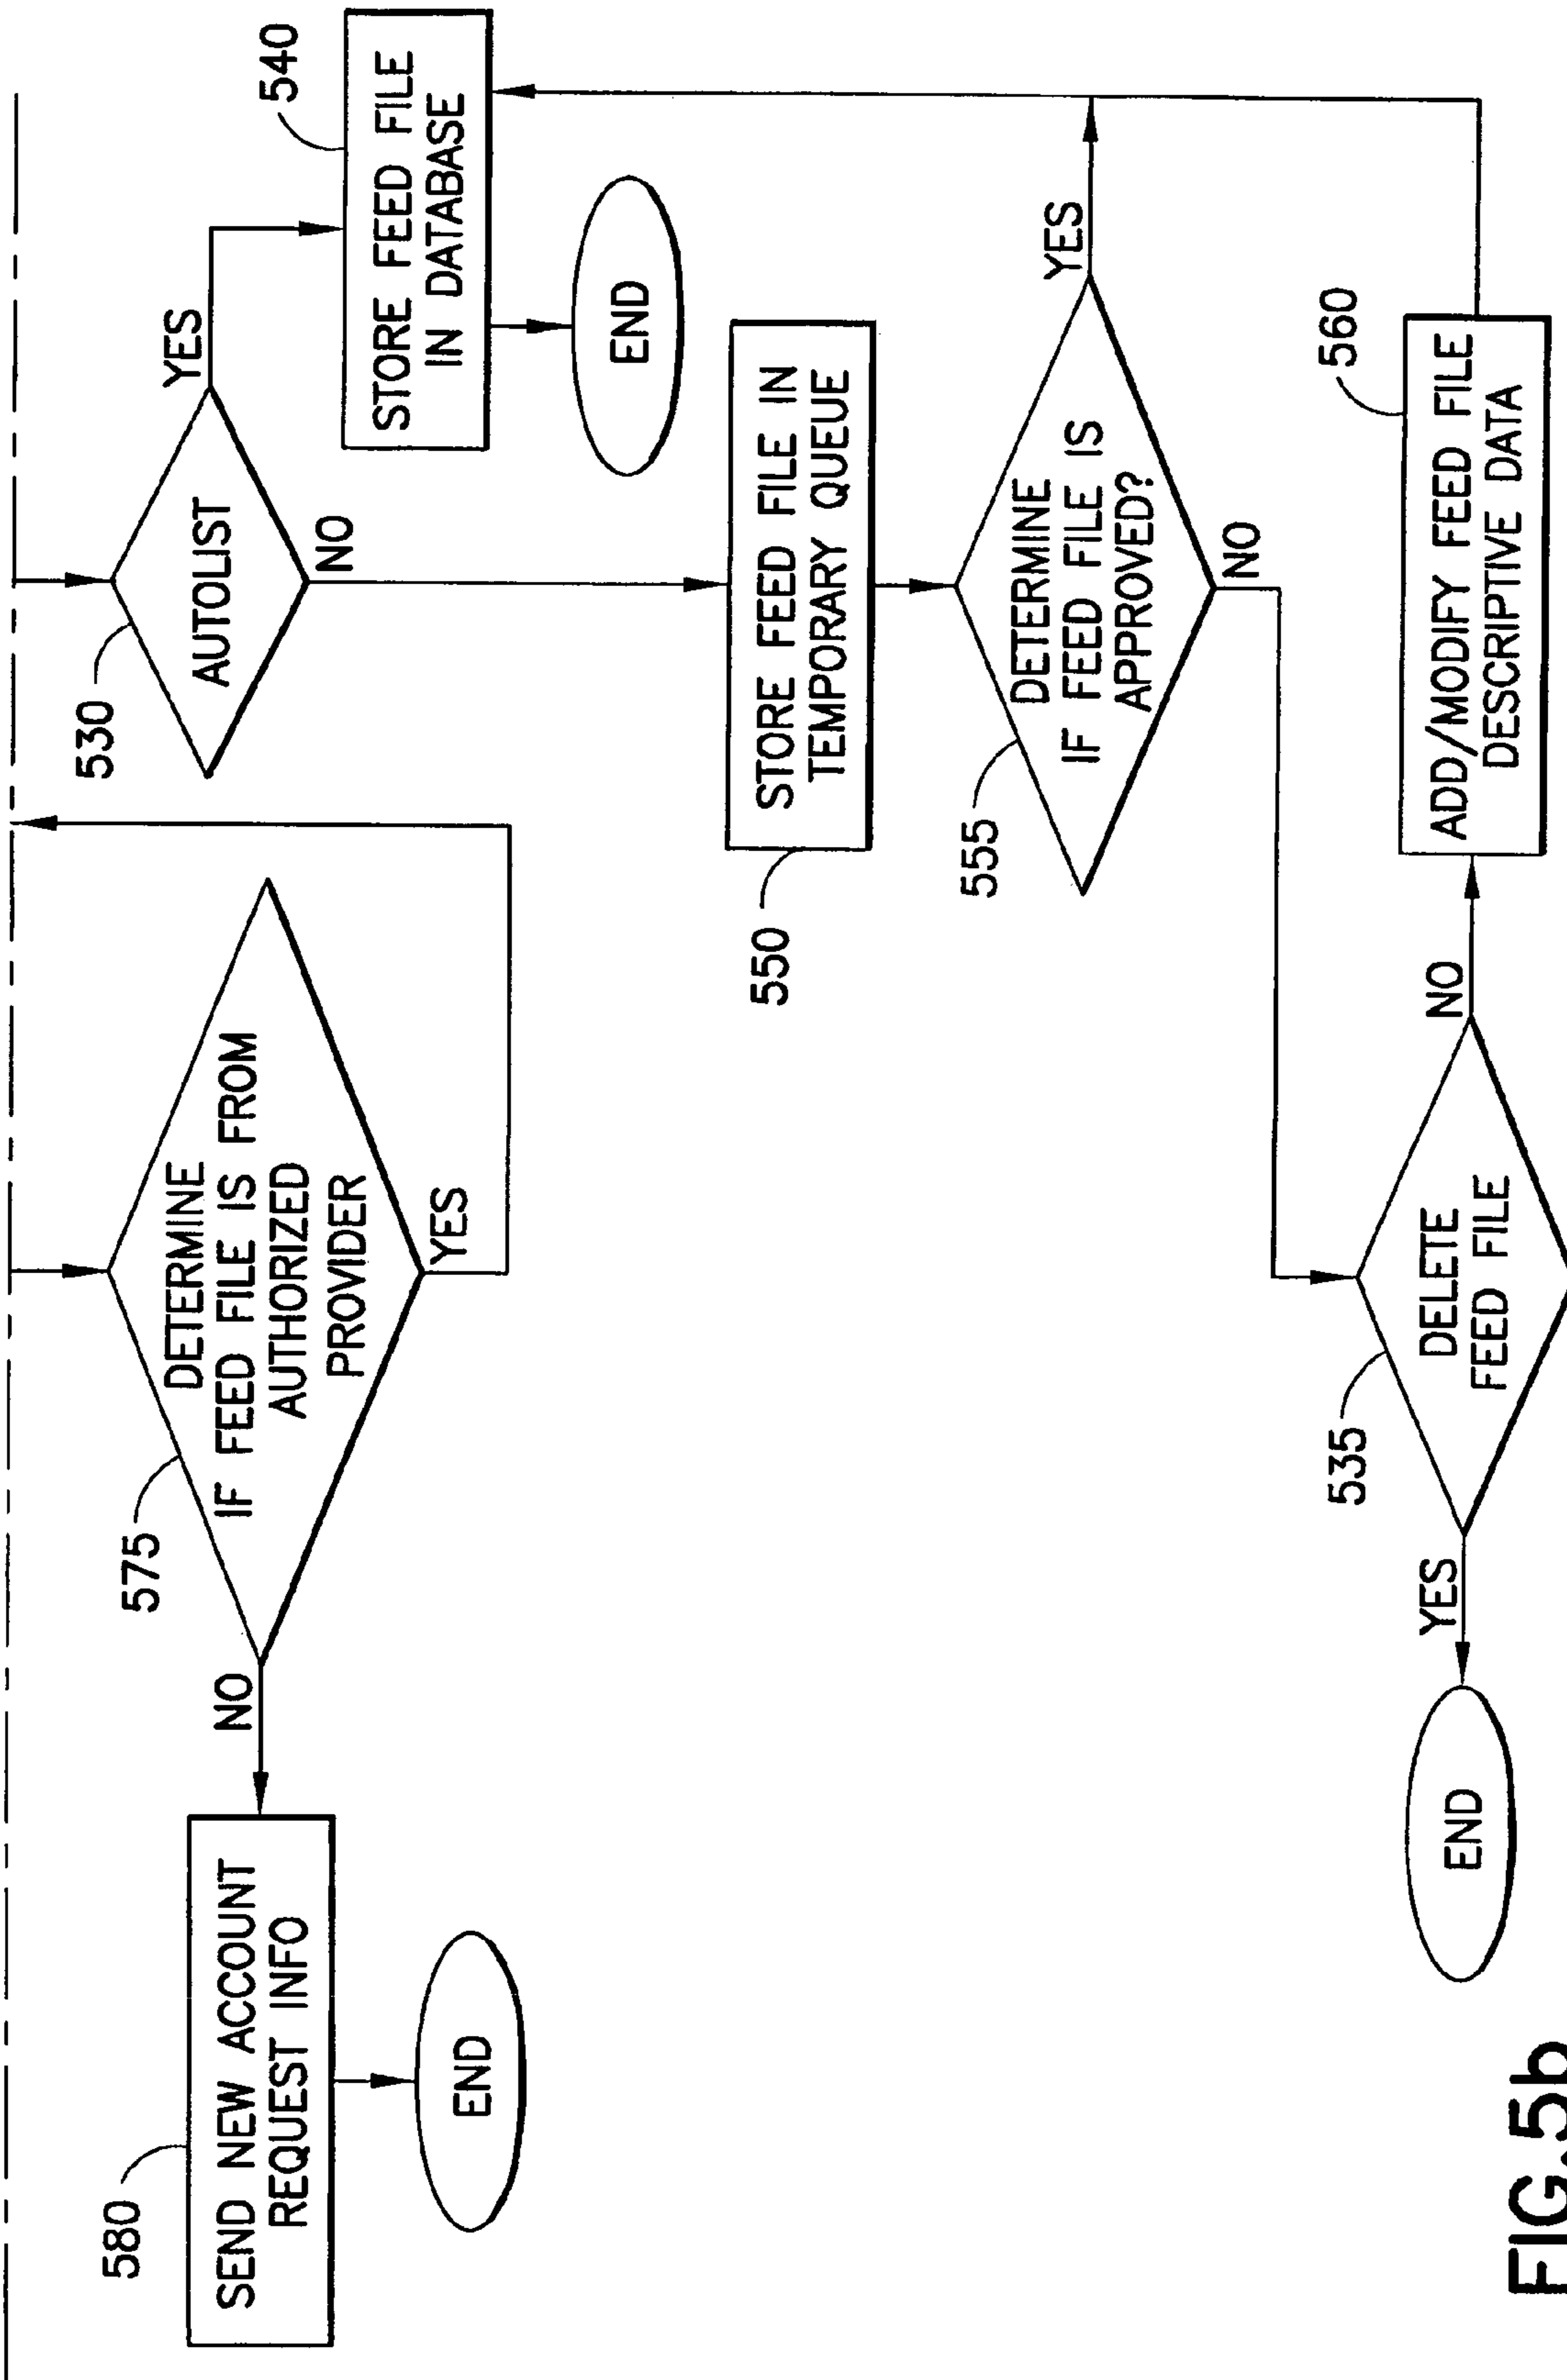 580
SEND NEW ACCOUNT
REQUEST INFO
END
NO
575
DETERMINE
IF FEED FILE IS FROM
AUTHORIZED
PROVIDER
YES
530
AUTOLIST
YES
NO
540
STORE FEED FILE
IN DATABASE
END
550
STORE FEED FILE IN
TEMPORARY QUEUE
555
DETERMINE
IF FEED FILE IS
APPROVED?
YES
NO
535
DELETE
FEED FILE
YES
END
NO
560
ADD/MODIFY FEED FILE
DESCRIPTIVE DATA
FIG.5b